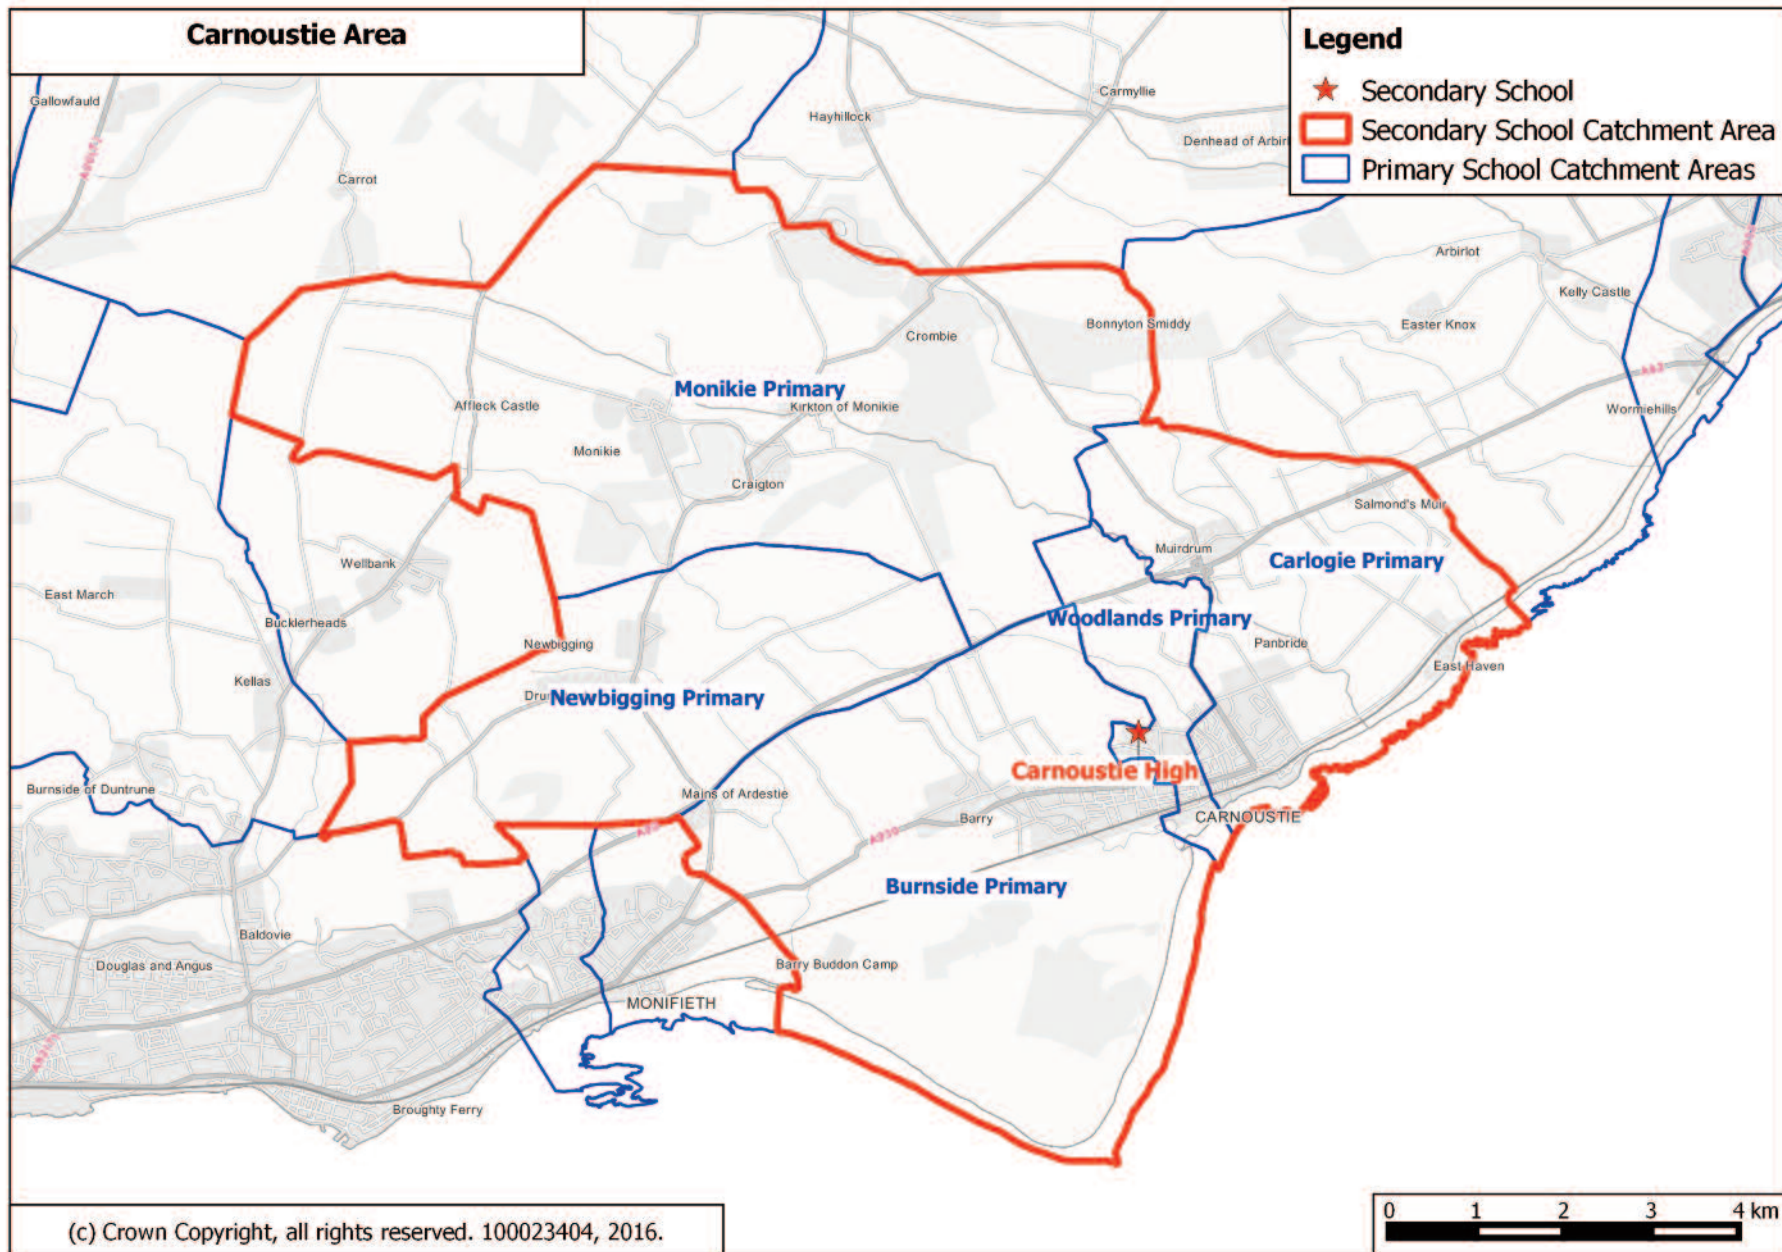 Carnoustie Area
Legend
Secondary School
Secondary School Catchment Area
Primary School Catchment Areas
Gallowfauld
Carmyllie
Hayhillock
Denhead of Arbirl
Carrot
Arbirlot
Kelly Castle
Bonnyton Smiddy
Easter Knox
Crombie
A92
Monikie Primary
Affleck Castle
Kirkton of Monikie
Wormiehills
Monikie
Craigton
Salmond's Muir
Muirdrum
Carlogie Primary
Wellbank
East March
Bucklerheads
Woodlands Primary
Newbigging
Panbride
East Haven
Kellas
Newbigging Primary
Carnoustie High
Burnside of Duntrune
Mains of Ardestie
Barry
CARNOUSTIE
A930
Burnside Primary
Baldovie
Douglas and Angus
Barry Buddon Camp
MONIFIETH
Broughty Ferry
0 1 2 3 4 km
(c) Crown Copyright, all rights reserved. 100023404, 2016.